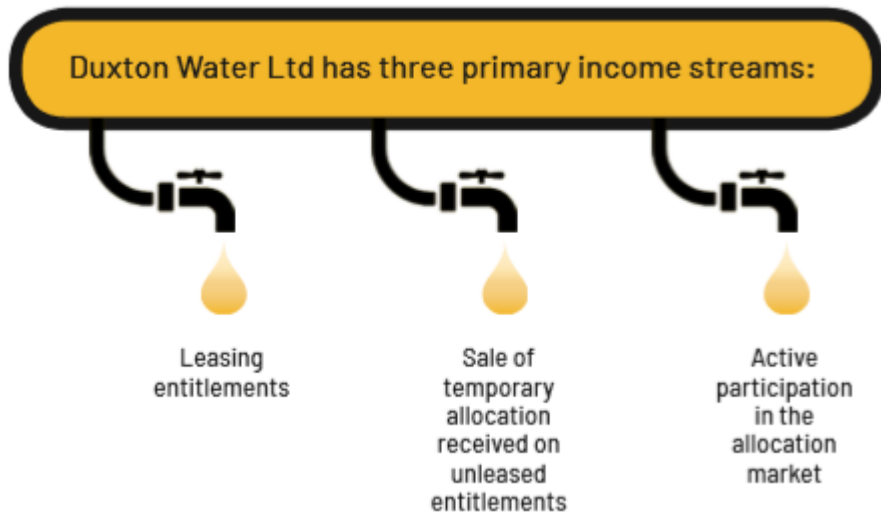 Duxton Water Ltd has three primary income streams:
Leasing
entitlements
Sale of
temporary
allocation
received on
unleased
entitlements
Active
participation
in the
allocation
market